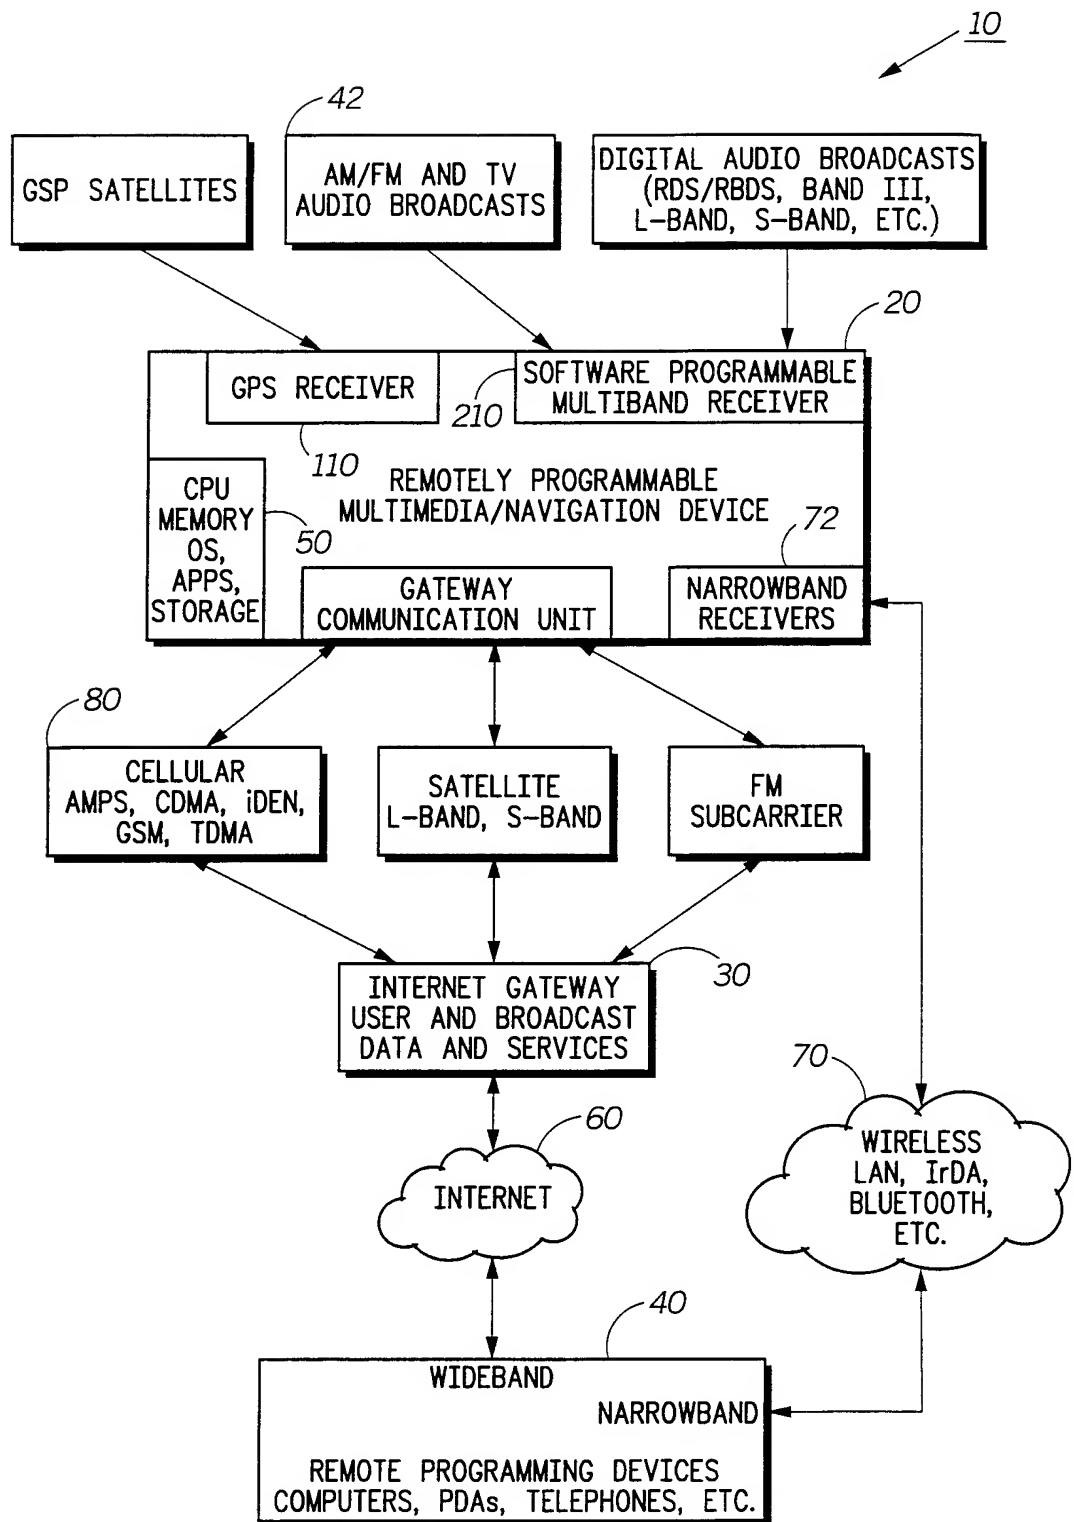 10
42
GSP SATELLITES
AM/FM AND TV
AUDIO BROADCASTS
DIGITAL AUDIO BROADCASTS
(RDS/RBDS, BAND III,
L-BAND, S-BAND, ETC.)
20
GPS RECEIVER
110
210
SOFTWARE PROGRAMMABLE
MULTIBAND RECEIVER
REMOTELY PROGRAMMABLE
MULTIMEDIA/NAVIGATION DEVICE
CPU
MEMORY
OS,
APPS,
STORAGE
50
72
GATEWAY
COMMUNICATION UNIT
NARROWBAND
RECEIVERS
80
CELLULAR
AMPS, CDMA, iDEN,
GSM, TDMA
SATELLITE
L-BAND, S-BAND
FM
SUBCARRIER
30
INTERNET GATEWAY
USER AND BROADCAST
DATA AND SERVICES
70
WIRELESS
LAN, IrDA,
BLUETOOTH,
ETC.
60
INTERNET
40
WIDEBAND
NARROWBAND
REMOTE PROGRAMMING DEVICES
COMPUTERS, PDAs, TELEPHONES, ETC.